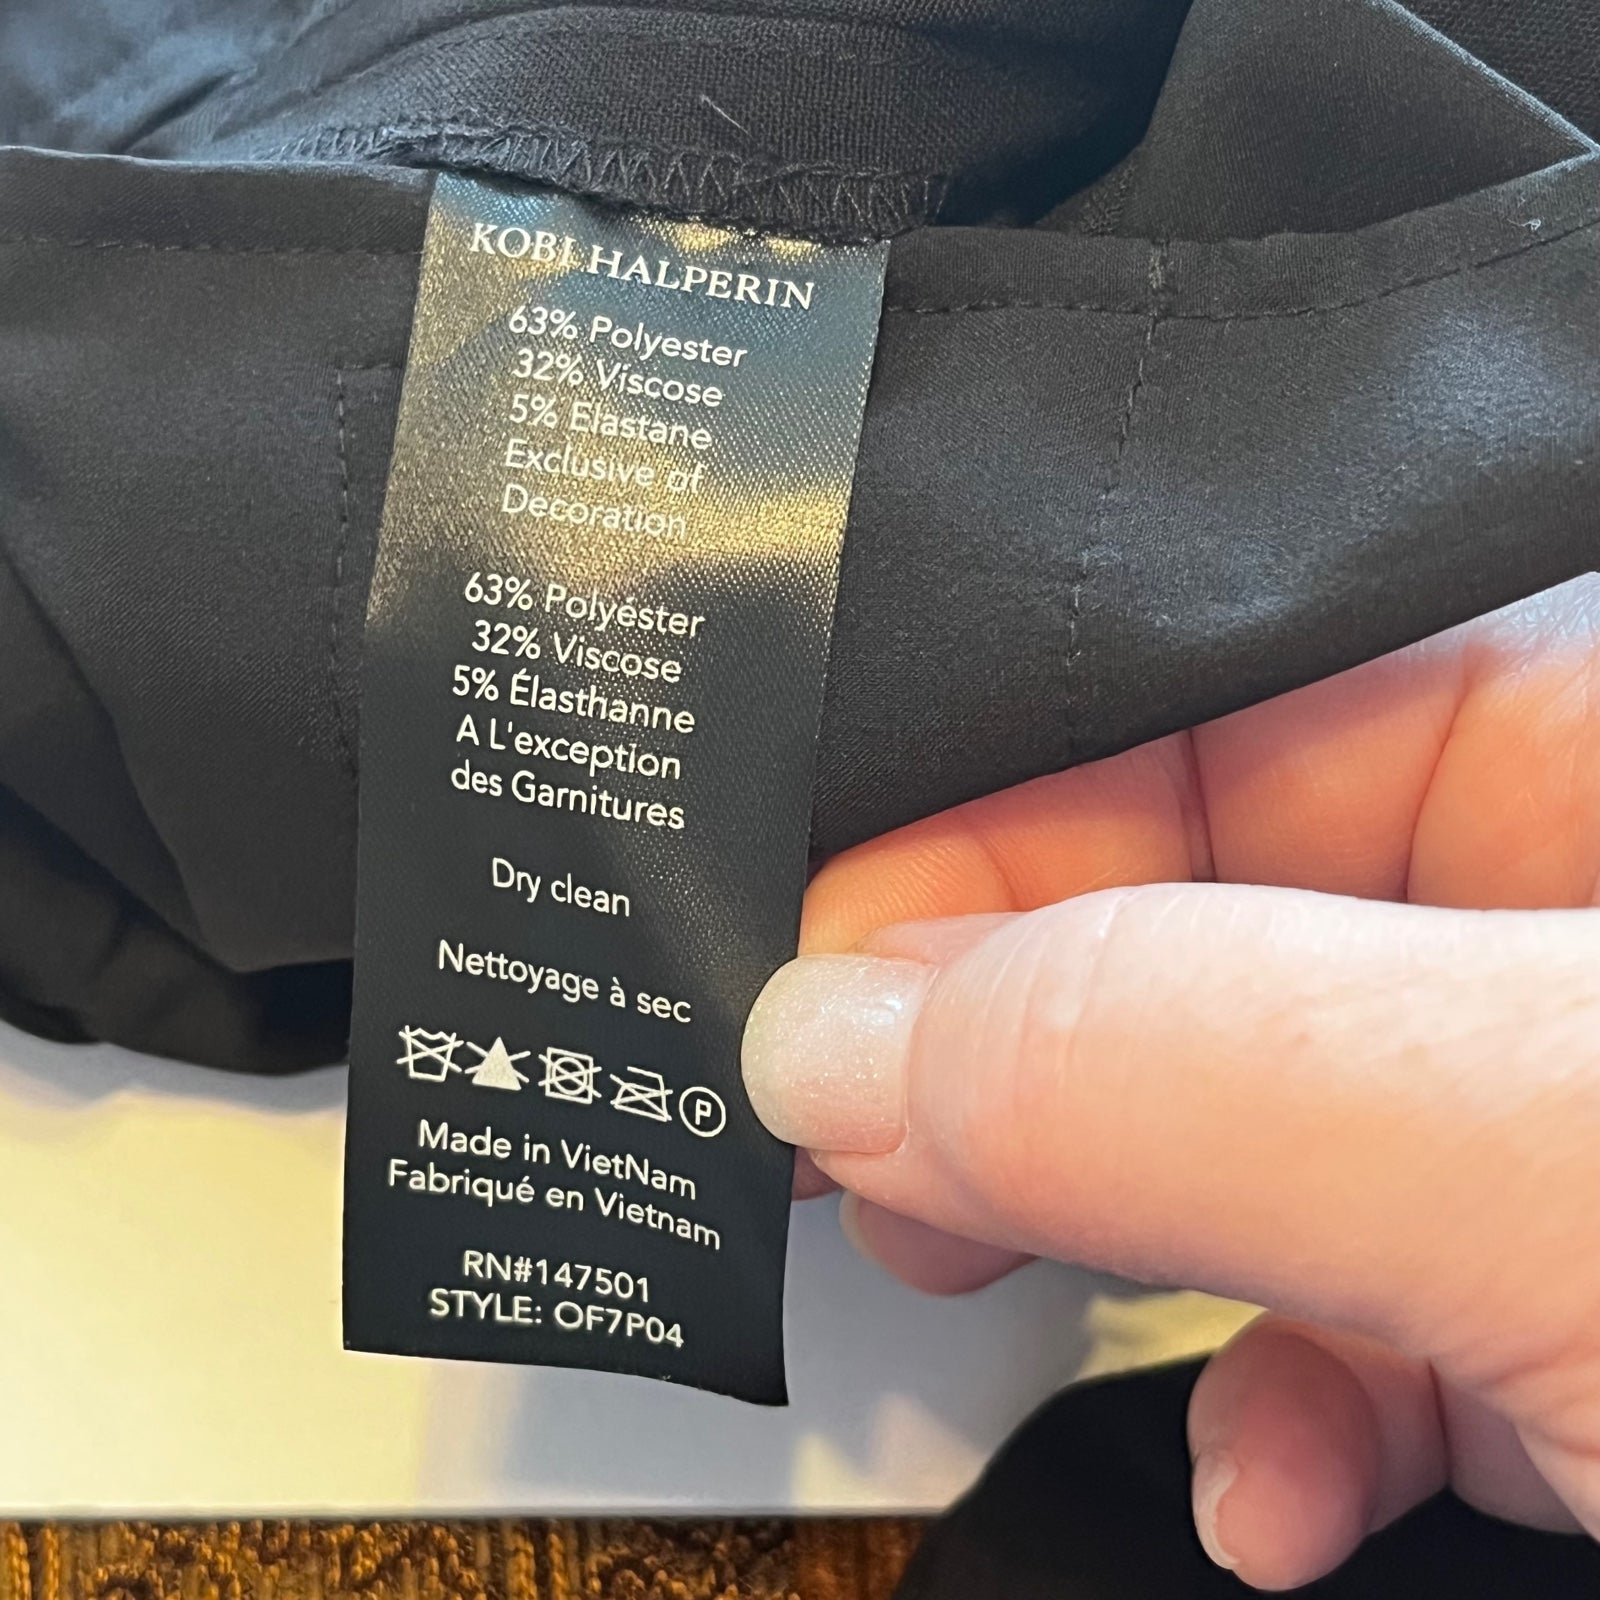 KOBI HALPERIN
63% Polyester
32% Viscose
5% Elastane
Exclusive of
Decoration
63% Polyéster
32% Viscose
5% Élasthanne
A L'exception
des Garnitures
Dry clean
Nettoyage à sec
P
Made in VietNam
Fabriqué en Vietnam
RN#147501
STYLE: OF7P04